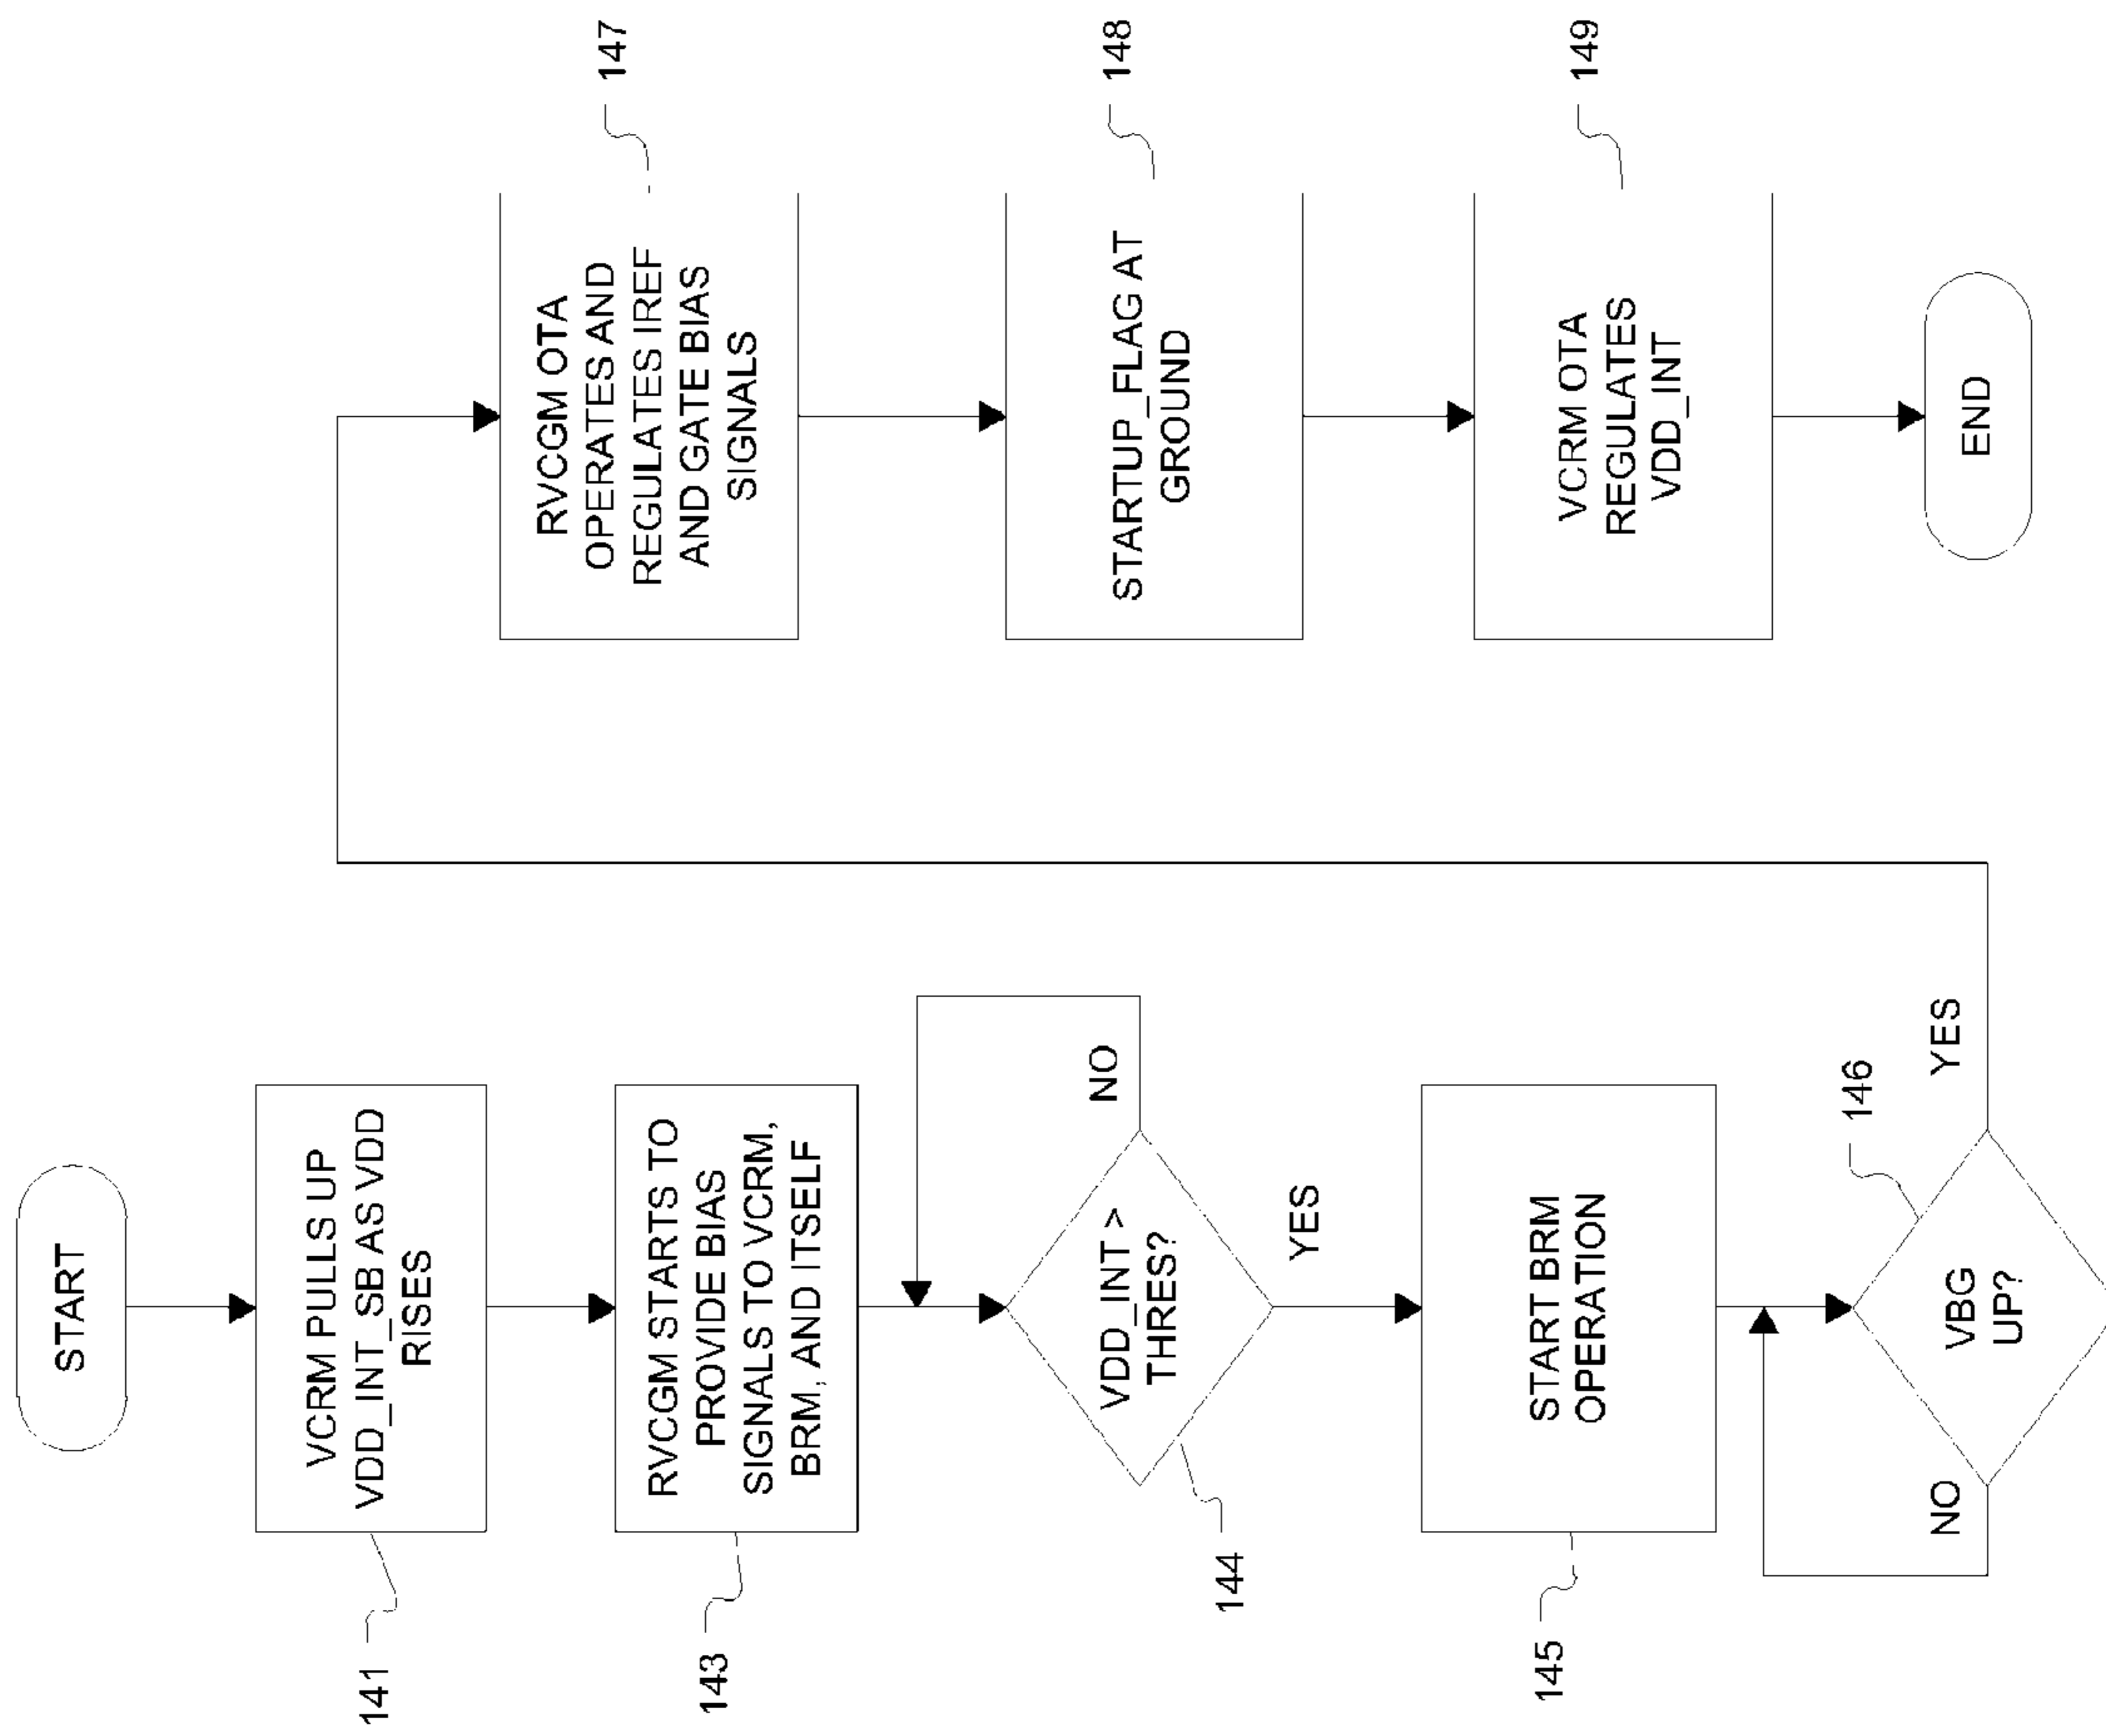 START
VCRM PULLS UP
VDD_INT_SB AS VDD
RISES
141
RVCGM STARTS TO
PROVIDE BIAS
SIGNALS TO VCRM,
BRM, AND ITSELF
143
VDD_INT >
THRES?
NO
YES
144
START BRM
OPERATION
145
VBG
UP?
NO
YES
146
RVCGM OTA
OPERATES AND
REGULATES IREF
AND GATE BIAS
SIGNALS
147
STARTUP_FLAG AT
GROUND
148
VCRM OTA
REGULATES
VDD_INT
149
END